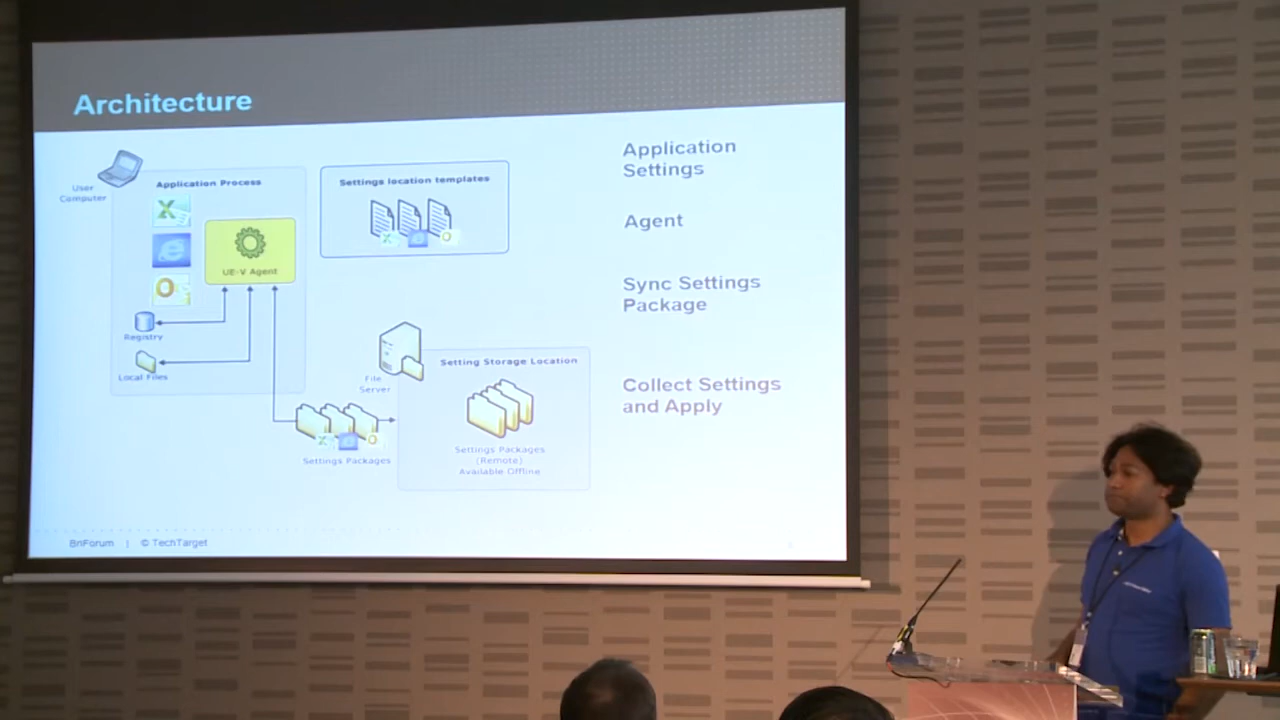 Architecture
User
Computer
Application Process
UE-V Agent
Registry
Local Files
Settings location templates
File
Server
Setting Storage Location
Settings Packages
Settings Packages
(Remote)
Available Offline
Application
Settings
Agent
Sync Settings
Package
Collect Settings
and Apply
BriForum | © TechTarget